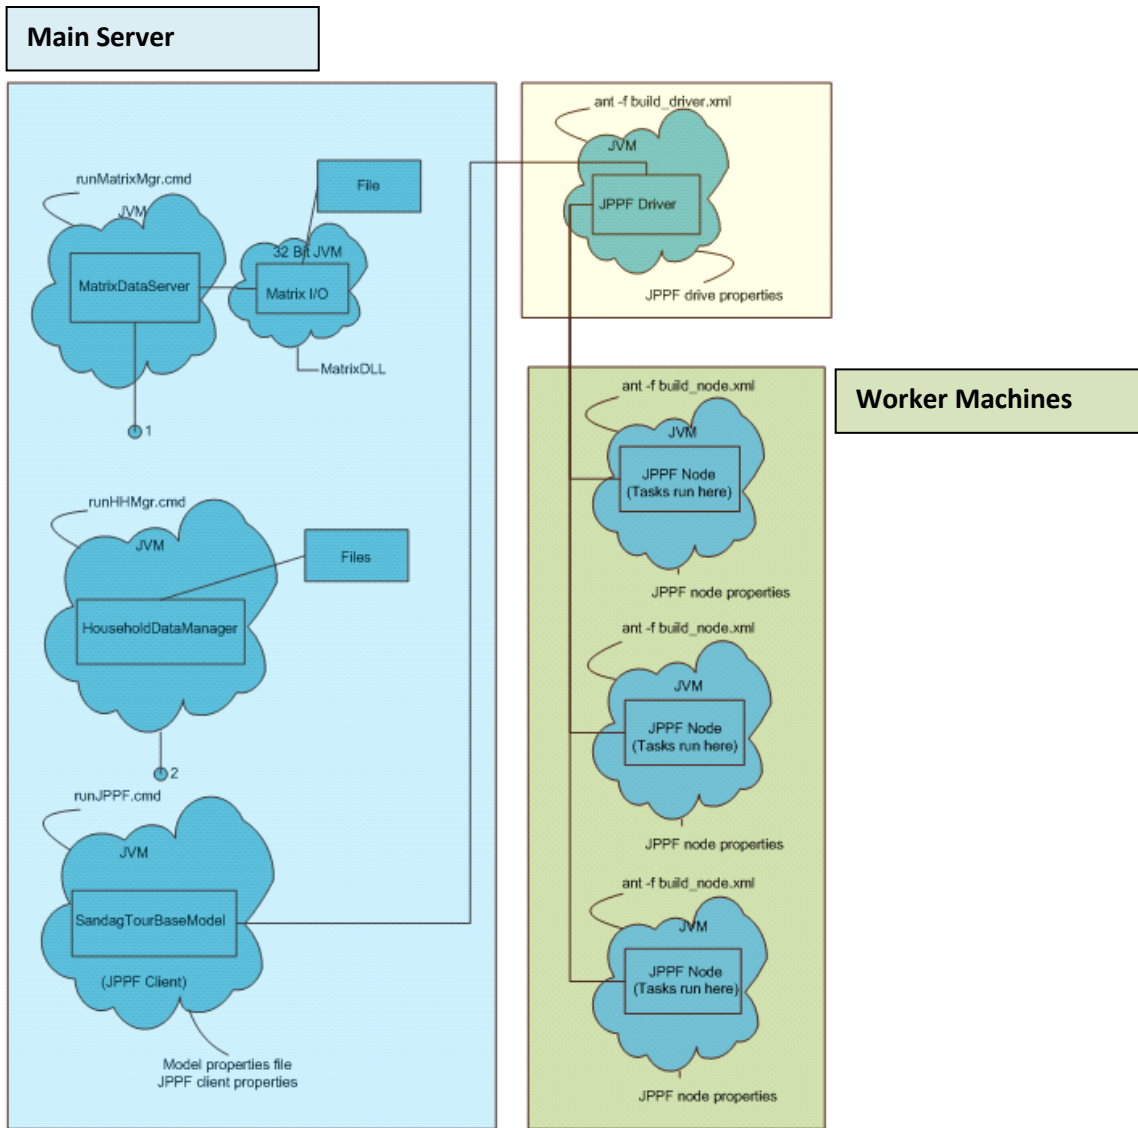 Main Server
runMatrixMgr.cmd
JVM
MatrixDataServer
File
32 Bit JVM
Matrix I/O
MatrixDLL
1
runHHMgr.cmd
JVM
Files
HouseholdDataManager
2
runJPPF.cmd
JVM
SandagTourBaseModel
(JPPF Client)
Model properties file
JPPF client properties
ant -f build_driver.xml
JVM
JPPF Driver
JPPF drive properties
Worker Machines
ant -f build_node.xml
JVM
JPPF Node
(Tasks run here)
JPPF node properties
ant -f build_node.xml
JVM
JPPF Node
(Tasks run here)
JPPF node properties
ant -f build_node.xml
JVM
JPPF Node
(Tasks run here)
JPPF node properties